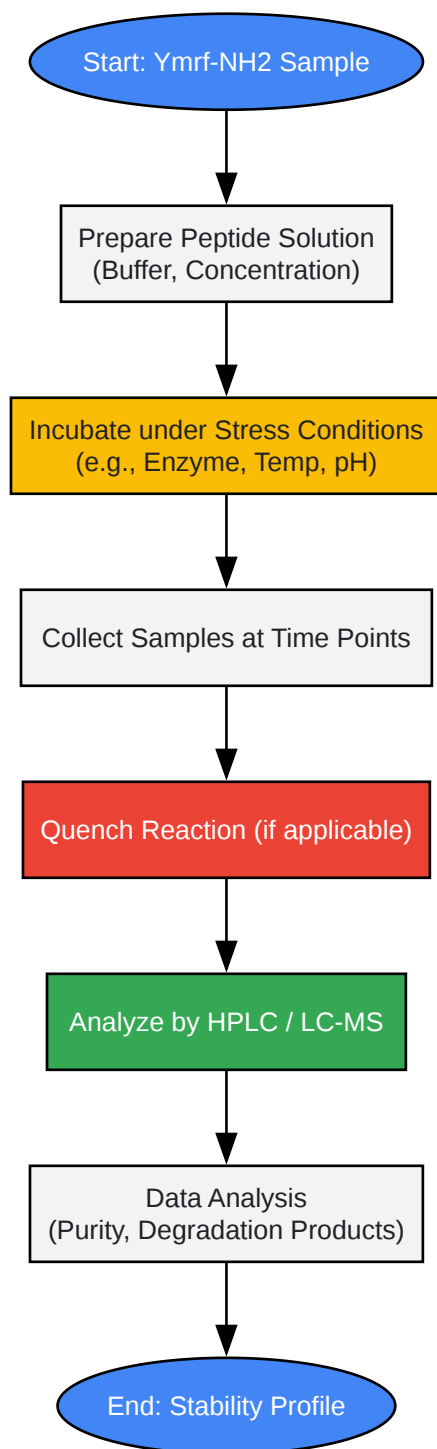 Start: Ymrf-NH2 Sample
Prepare Peptide Solution
(Buffer, Concentration)
Incubate under Stress Conditions
(e.g., Enzyme, Temp, pH)
Collect Samples at Time Points
Quench Reaction (if applicable)
Analyze by HPLC / LC-MS
Data Analysis
(Purity, Degradation Products)
End: Stability Profile